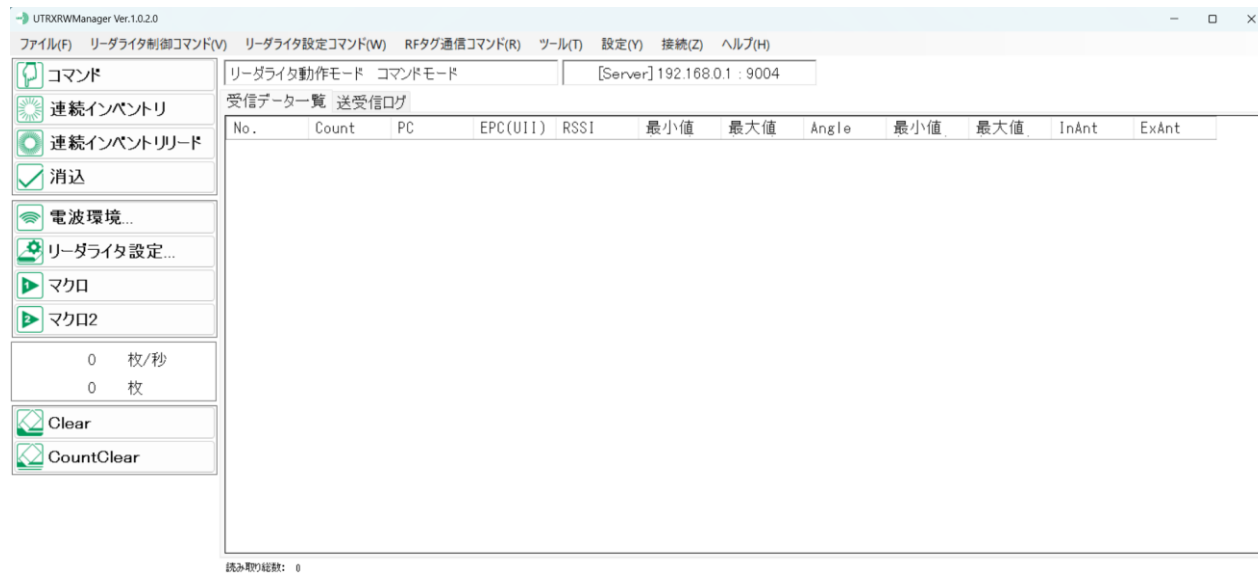 UTRXRWManager Ver.1.0.2.0
ファイル(F) リーダライタ制御コマンド(V) リーダライタ設定コマンド(W) RFタグ通信コマンド(R) ツール(T) 設定(Y) 接続(Z) ヘルプ(H)
コマンド
連続インベントリ
連続インベントリリード
消込
電波環境...
リーダライタ設定...
マクロ
マクロ2
0 枚/秒
0 枚
Clear
CountClear
リーダライタ動作モード コマンドモード
[Server] 192.168.0.1 : 9004
受信データ一覧 送受信ログ
No. Count PC EPC(UII) RSSI 最小値 最大値 Angle 最小値 最大値 InAnt ExAnt
読み取り総数: 0